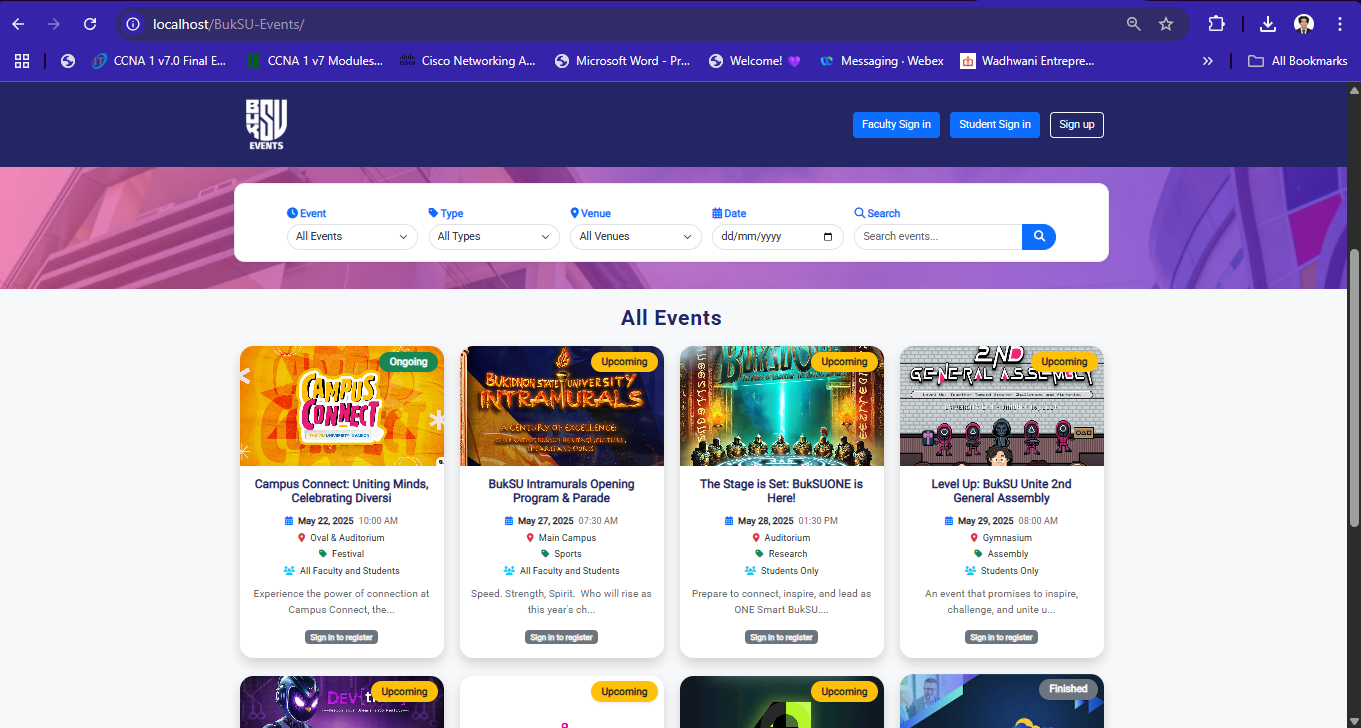 localhost/BukSU-Events/
CCNA 1 v7.0 Final E...
CCNA 1 v7 Modules...
Cisco Networking A...
Microsoft Word - Pr...
Welcome! 💜
Messaging · Webex
Wadhwani Entrepre...
All Bookmarks
BUKSU
EVENTS
Faculty Sign in
Student Sign in
Sign up
Event
Type
Venue
Date
Search
All Events
All Types
All Venues
dd/mm/yyyy
Search events...
All Events
Ongoing
CAMPUS
CONNECT
Campus Connect: Uniting Minds,
Celebrating Diversi
May 22, 2025 10:00 AM
Oval & Auditorium
Festival
All Faculty and Students
Experience the power of connection at
Campus Connect, the...
Sign in to register
Upcoming
BUKIDNON STATE UNIVERSITY
INTRAMURALS
A CENTURY OF EXCELLENCE:
BukSU Intramurals Opening
Program & Parade
May 27, 2025 07:30 AM
Main Campus
Sports
All Faculty and Students
Speed. Strength, Spirit. Who will rise as
this year's ch...
Sign in to register
Upcoming
The Stage is Set: BukSUONE is
Here!
May 28, 2025 01:30 PM
Auditorium
Research
Students Only
Prepare to connect, inspire, and lead as
ONE Smart BukSU....
Sign in to register
Upcoming
2ND
GENERAL ASSEMBLY
Level Up: BukSU Unite 2nd
General Assembly
May 29, 2025 08:00 AM
Gymnasium
Assembly
Students Only
An event that promises to inspire,
challenge, and unite u...
Sign in to register
Upcoming
Upcoming
Upcoming
Finished